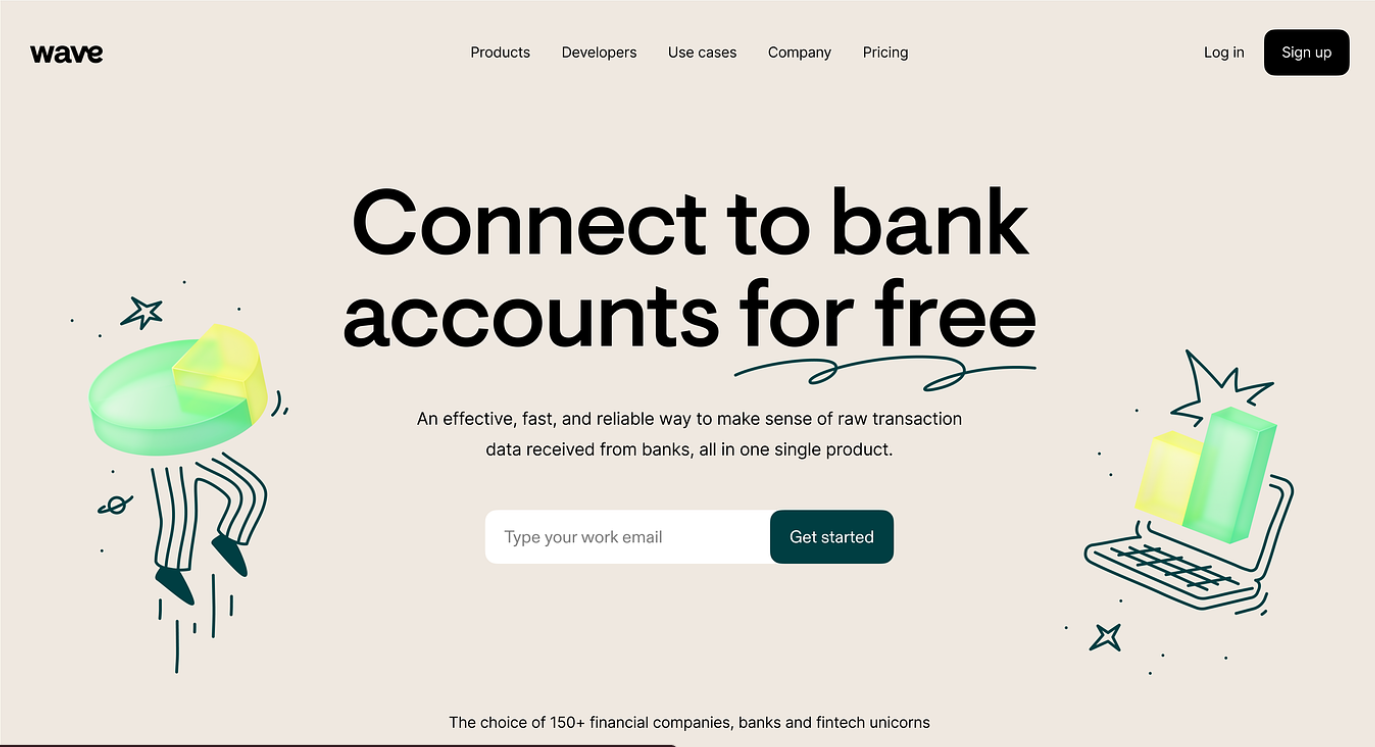 wave
Products
Developers
Use cases
Company
Pricing
Log in
Sign up
Connect to bank
accounts for free
An effective, fast, and reliable way to make sense of raw transaction
data received from banks, all in one single product.
Type your work email
Get started
The choice of 150+ financial companies, banks and fintech unicorns